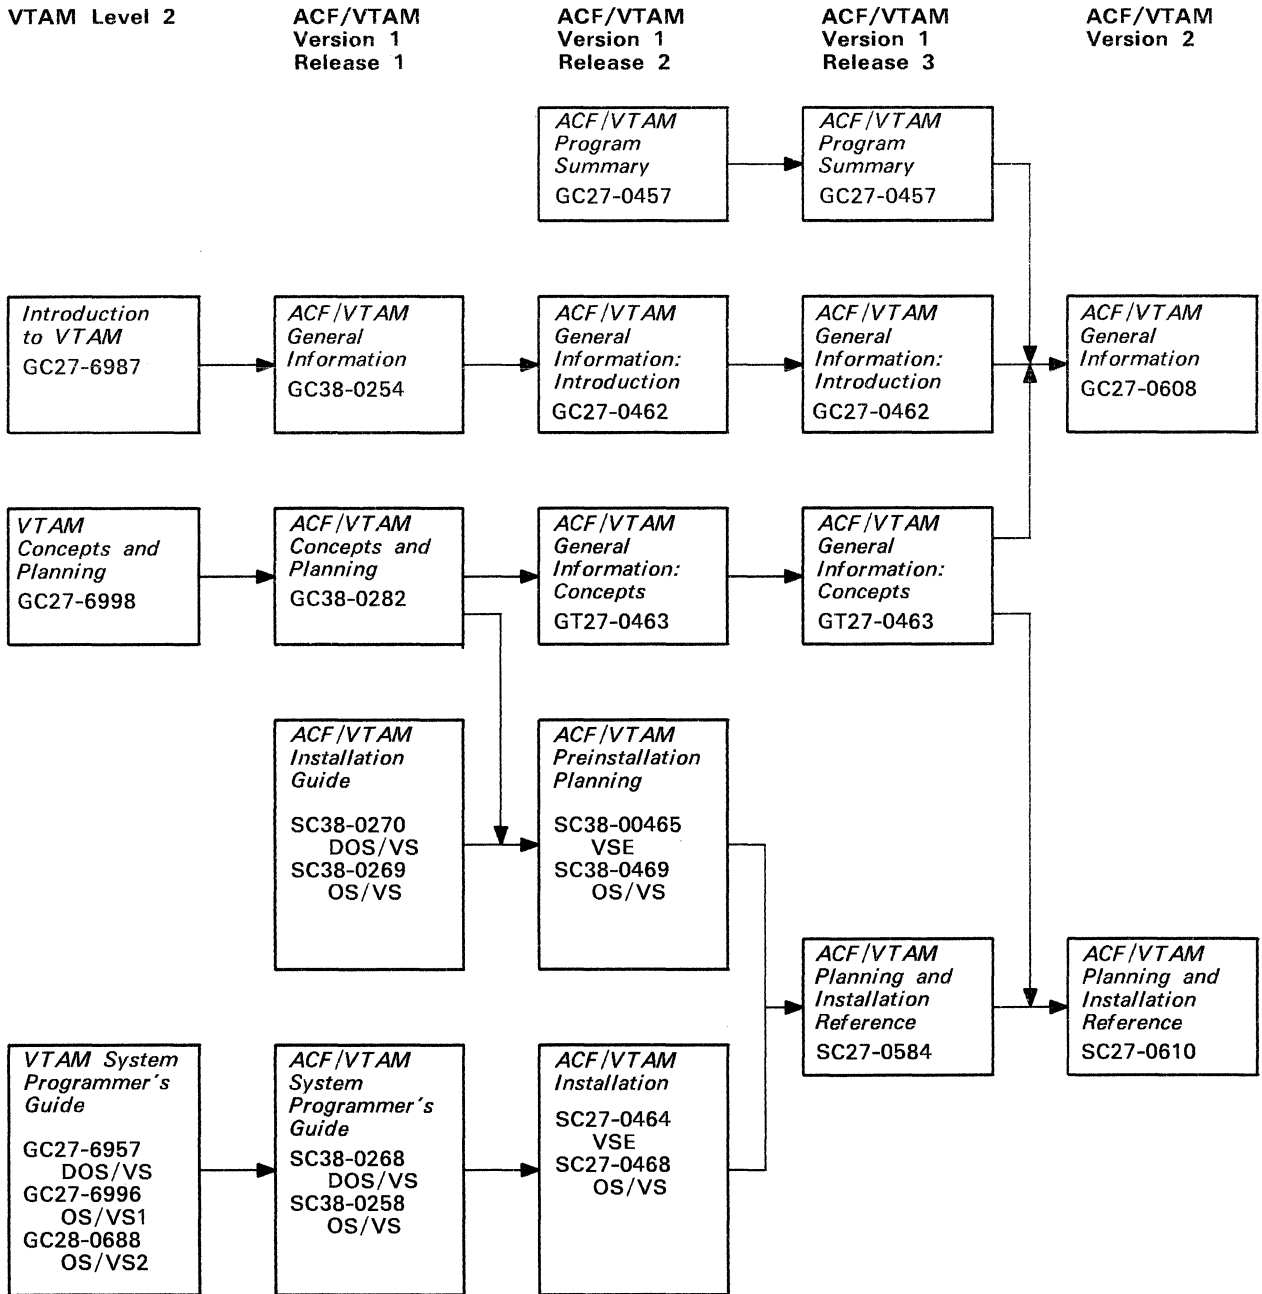 VTAM Level 2
ACF/VTAM
Version 1
Release 1
ACF/VTAM
Version 1
Release 2
ACF/VTAM
Version 1
Release 3
ACF/VTAM
Version 2
ACF/VTAM
Program
Summary
GC27-0457
ACF/VTAM
Program
Summary
GC27-0457
Introduction
to VTAM
GC27-6987
ACF/VTAM
General
Information
GC38-0254
ACF/VTAM
General
Information:
Introduction
GC27-0462
ACF/VTAM
General
Information:
Introduction
GC27-0462
ACF/VTAM
General
Information
GC27-0608
VTAM
Concepts and
Planning
GC27-6998
ACF/VTAM
Concepts and
Planning
GC38-0282
ACF/VTAM
General
Information:
Concepts
GT27-0463
ACF/VTAM
General
Information:
Concepts
GT27-0463
ACF/VTAM
Installation
Guide
SC38-0270
DOS/VS
SC38-0269
OS/VS
ACF/VTAM
Preinstallation
Planning
SC38-00465
VSE
SC38-0469
OS/VS
ACF/VTAM
Planning and
Installation
Reference
SC27-0584
ACF/VTAM
Planning and
Installation
Reference
SC27-0610
VTAM System
Programmer's
Guide
GC27-6957
DOS/VS
GC27-6996
OS/VS1
GC28-0688
OS/VS2
ACF/VTAM
System
Programmer's
Guide
SC38-0268
DOS/VS
SC38-0258
OS/VS
ACF/VTAM
Installation
SC27-0464
VSE
SC27-0468
OS/VS